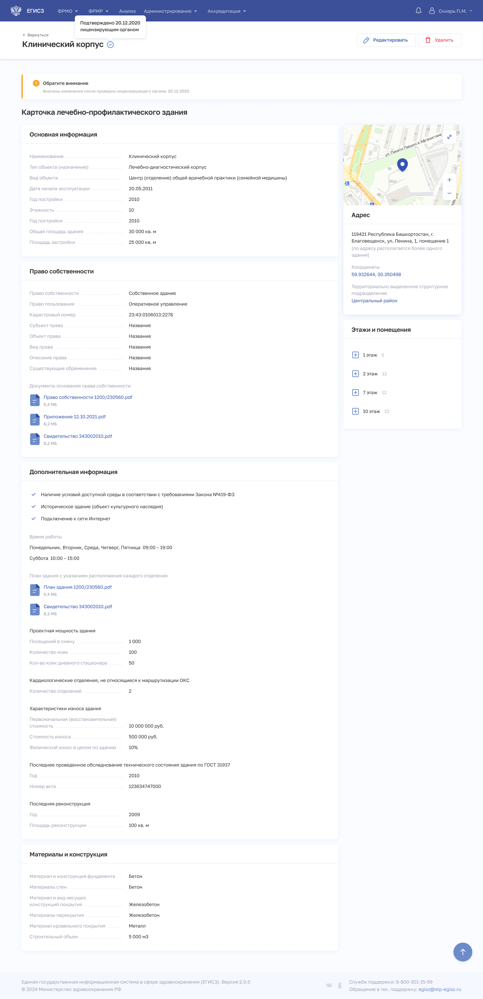 ЕГИСЗ
ФРМО
ФРМР
Анализ
Администрирование
Аккредитация
Скнарь П.М.
Подтверждено 20.12.2020
лицензирующим органом
Вернуться
Клинический корпус
Редактировать
Удалить
Обратите внимание
Внесены изменения после проверки лицензирующего органа: 20.12.2020
Карточка лечебно-профилактического здания
Основная информация
Наименование Клинический корпус
Тип объекта (назначение) Лечебно-диагностический корпус
Вид объекта Центр (отделение) общей врачебной практики (семейной медицины)
Дата начала эксплуатации 20.05.2011
Год постройки 2010
Этажность 10
Год постройки 2010
Общая площадь здания 30 000 кв. м
Площадь застройки 25 000 кв. м
Право собственности
Право собственности Собственное здание
Право пользования Оперативное управление
Кадастровый номер 23:43:0106013:2278
Субъект права Название
Объект права Название
Вид права Название
Описание права Название
Существующие обременения Название
Документы основания права собственности
Право собственности 1200/230560.pdf
5,4 МБ
Приложение 12.10.2021.pdf
8,2 МБ
Свидетельство 343002010.pdf
8,2 МБ
Дополнительная информация
Наличие условий доступной среды в соответствии с требованиями Закона №419-ФЗ
Историческое здание (объект культурного наследия)
Подключение к сети Интернет
Время работы
Понедельник, Вторник, Среда, Четверг, Пятница 09:00 – 19:00
Суббота 10:00 – 15:00
План здания с указанием расположения каждого отделения
План здания 1200/230560.pdf
5,4 МБ
Свидетельство 343002010.pdf
8,2 МБ
Проектная мощность здания
Посещений в смену 1 000
Количество коек 100
Кол-во коек дневного стационара 50
Кардиологические отделения, не относящиеся к маршрутизации ОКС
Количество отделений 2
Характеристики износа здания
Первоначальная (восстановительная)
стоимость 10 000 000 руб.
Стоимость износа 500 000 руб.
Физический износ в целом по зданию 10%
Последнее проведенное обследнование технического состояния здания по ГОСТ 31937
Год 2010
Номер акта 123634747000
Последняя реконструкция
Год 2009
Площадь реконструкции 100 кв. м
Материалы и конструкция
Материал и конструкция фундамента Бетон
Материалы стен Бетон
Материал и вид несущих
конструкций покрытия Железобетон
Материалы перекрытия Железобетон
Материал кровельного покрытия Металл
Строительный объем 5 000 м3
19
11
11
39
3
5
ул. Памяти Павших в Афганистане
1
35
24
58
31
50к2
17
50
43
50к1
11
Адрес
119421 Республика Башкортостан, г.
Благовещенск, ул. Ленина, 1, помещение 1
(по адресу располагается более одного
здания)
Координаты
59.932644, 30.350498
Территориально выделенное структурное
подразделение
Центральный район
Этажи и помещения
1 этаж 5
2 этаж 12
7 этаж 12
10 этаж 12
Единая государственная информационная система в сфере здравоохранения (ЕГИСЗ). Версия 2.0.0
© 2024 Министерство здравоохранения РФ
Служба поддержки: 8-800-301-15-59
Обращение в тех. поддержку: egisz@stp-egisz.ru